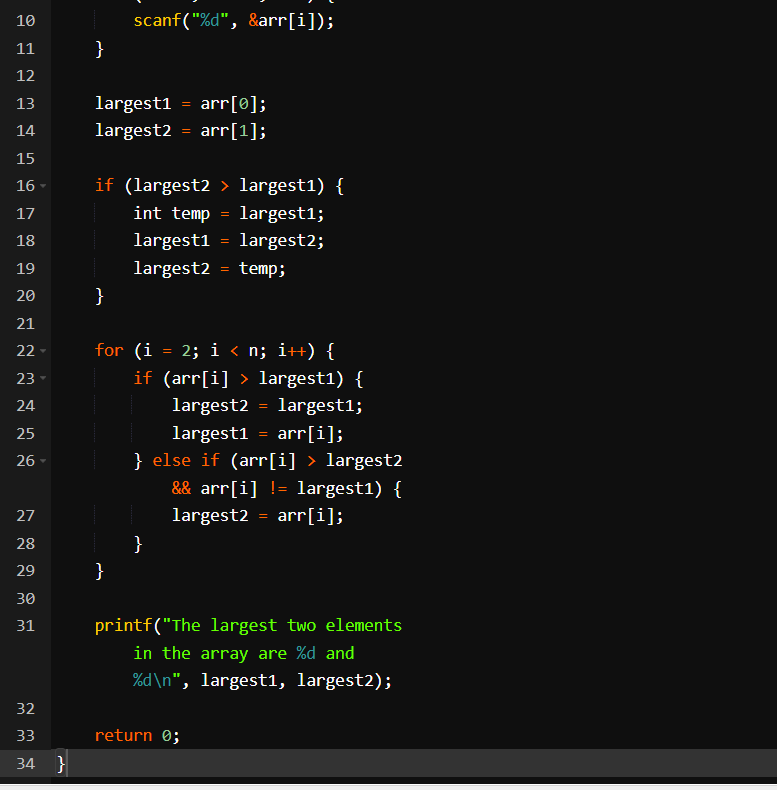 10 scanf("%d", &arr[i]);
11 }
12
13 largest1 = arr[0];
14 largest2 = arr[1];
15
16 if (largest2 > largest1) {
17 int temp = largest1;
18 largest1 = largest2;
19 largest2 = temp;
20 }
21
22 for (i = 2; i < n; i++) {
23 if (arr[i] > largest1) {
24 largest2 = largest1;
25 largest1 = arr[i];
26 } else if (arr[i] > largest2
&& arr[i] != largest1) {
27 largest2 = arr[i];
28 }
29 }
30
31 printf("The largest two elements
in the array are %d and
%d\n", largest1, largest2);
32
33 return 0;
34 }